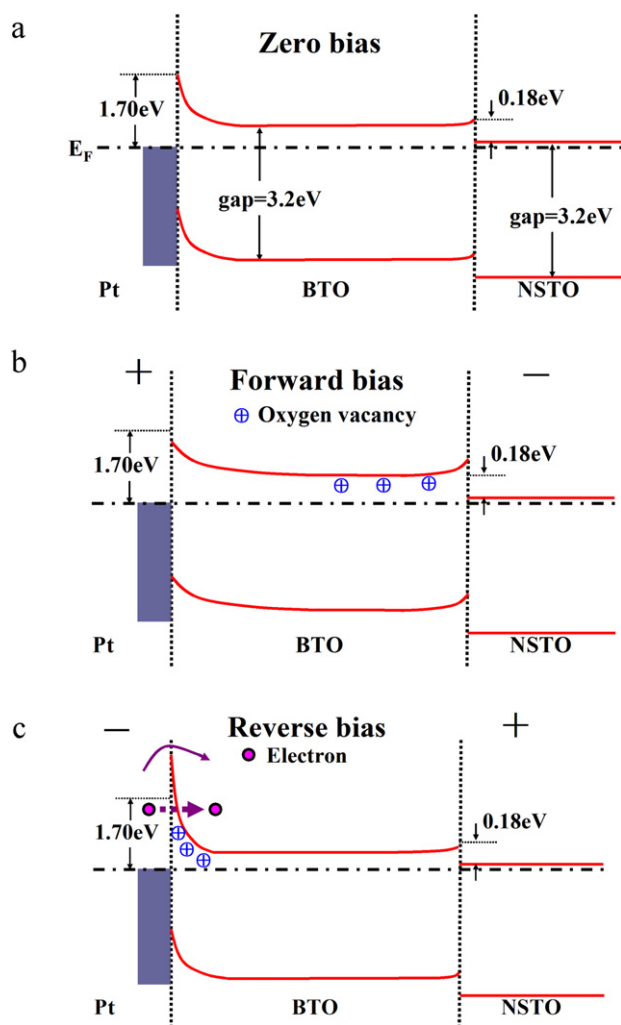 a
Zero bias
0.18eV
1.70eV
E_F
gap=3.2eV
gap=3.2eV
Pt
BTO
NSTO
b
+
Forward bias
−
⊕ Oxygen vacancy
1.70eV
0.18eV
⊕ ⊕ ⊕
Pt
BTO
NSTO
c
−
Reverse bias
+
Electron
1.70eV
0.18eV
⊕
⊕
⊕
Pt
BTO
NSTO